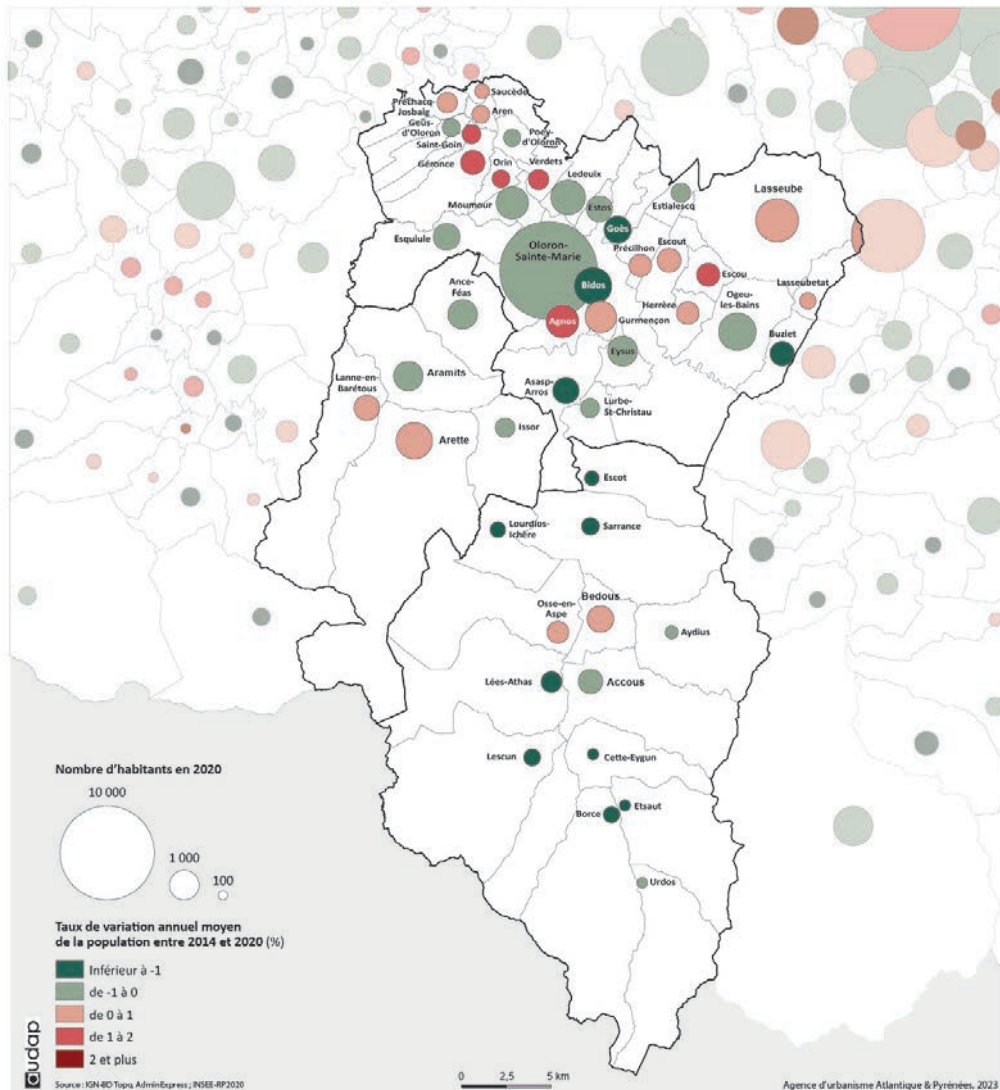 Saucède
Préchacq-
Josbaig
Aren
Geüs-
d'Oloron
Poey-
d'Oloron
Saint-Goin
Géronce
Orin
Verdets
Ledeuix
Moumour
Estos
Estialescq
Lasseube
Goès
Esquiule
Oloron-
Sainte-Marie
Précilhon
Escout
Escou
Ance-
Féas
Bidos
Ogeu-
les-Bains
Lasseubetat
Herrère
Agnos
Gurmençon
Buziet
Eysus
Aramits
Lanne-en-
Barétous
Asasp-
Arros
Lurbe-
St-Christau
Arette
Issor
Escot
Lourdios-
Ichère
Sarrance
Bedous
Osse-en-
Aspe
Aydius
Lées-Athas
Accous
Lescun
Cette-Eygun
Etsaut
Borce
Urdos
Nombre d'habitants en 2020
10 000
1 000
100
Taux de variation annuel moyen
de la population entre 2014 et 2020 (%)
Inférieur à -1
de -1 à 0
de 0 à 1
de 1 à 2
2 et plus
audap
Source : IGN-BD Topo, AdminExpress ; INSEE-RP2020
0 2,5 5 km
Agence d'urbanisme Atlantique & Pyrénées, 2023